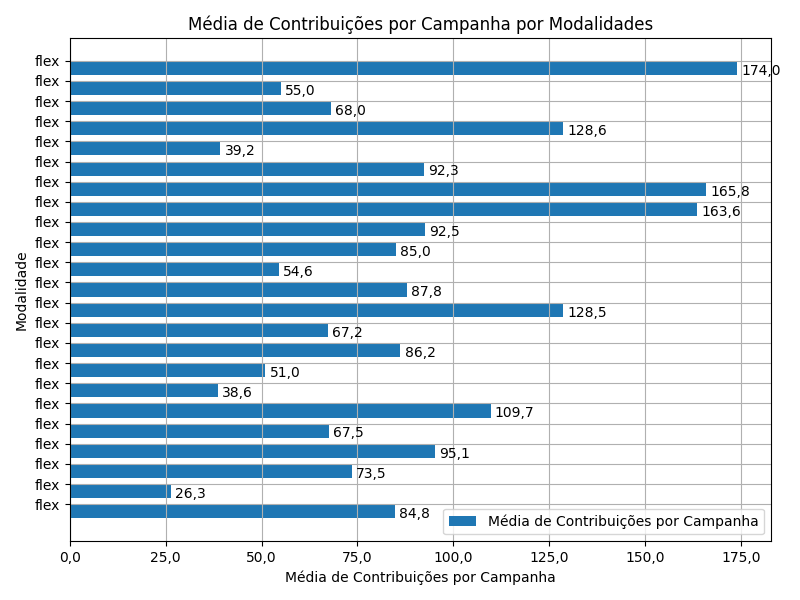 Média de Contribuições por Campanha por Modalidades
flex 174,0
flex 55,0
flex 68,0
flex 128,6
flex 39,2
flex 92,3
flex 165,8
flex 163,6
flex 92,5
flex 85,0
flex 54,6
flex 87,8
flex 128,5
flex 67,2
flex 86,2
flex 51,0
flex 38,6
flex 109,7
flex 67,5
flex 95,1
flex 73,5
flex 26,3
flex 84,8
Modalidade
Média de Contribuições por Campanha
0,0 25,0 50,0 75,0 100,0 125,0 150,0 175,0
Média de Contribuições por Campanha